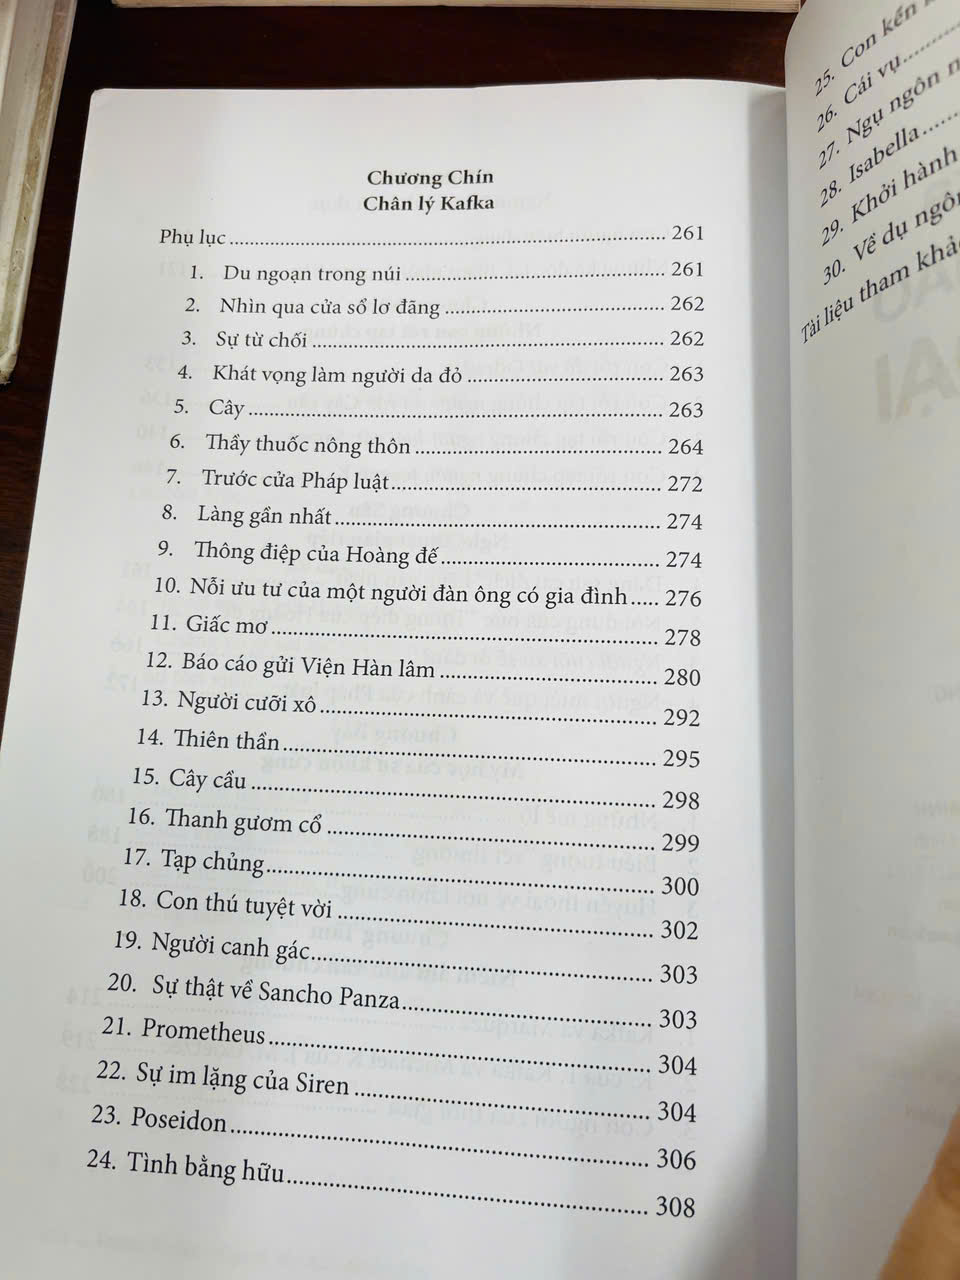 Chương Chín
Chân lý Kafka
Phụ lục ........ 261
1. Du ngoạn trong núi ........ 261
2. Nhìn qua cửa sổ lơ đãng ........ 262
3. Sự từ chối ........ 262
4. Khát vọng làm người da đỏ ........ 263
5. Cây ........ 263
6. Thầy thuốc nông thôn ........ 264
7. Trước cửa Pháp luật ........ 272
8. Làng gần nhất ........ 274
9. Thông điệp của Hoàng đế ........ 274
10. Nỗi ưu tư của một người đàn ông có gia đình ..... 276
11. Giấc mơ ........ 278
12. Báo cáo gửi Viện Hàn lâm ........ 280
13. Người cưỡi xô ........ 292
14. Thiên thần ........ 295
15. Cây cầu ........ 298
16. Thanh gươm cổ ........ 299
17. Tạp chủng ........ 300
18. Con thú tuyệt vời ........ 302
19. Người canh gác ........ 303
20. Sự thật về Sancho Panza ........ 303
21. Prometheus ........ 304
22. Sự im lặng của Siren ........ 304
23. Poseidon ........ 306
24. Tình bằng hữu ........ 308
25. Con kền
26. Cái vụ ........
27. Ngụ ngôn
28. Isabella ........
29. Khởi hành
30. Về dụ ngôn
Tài liệu tham khảo